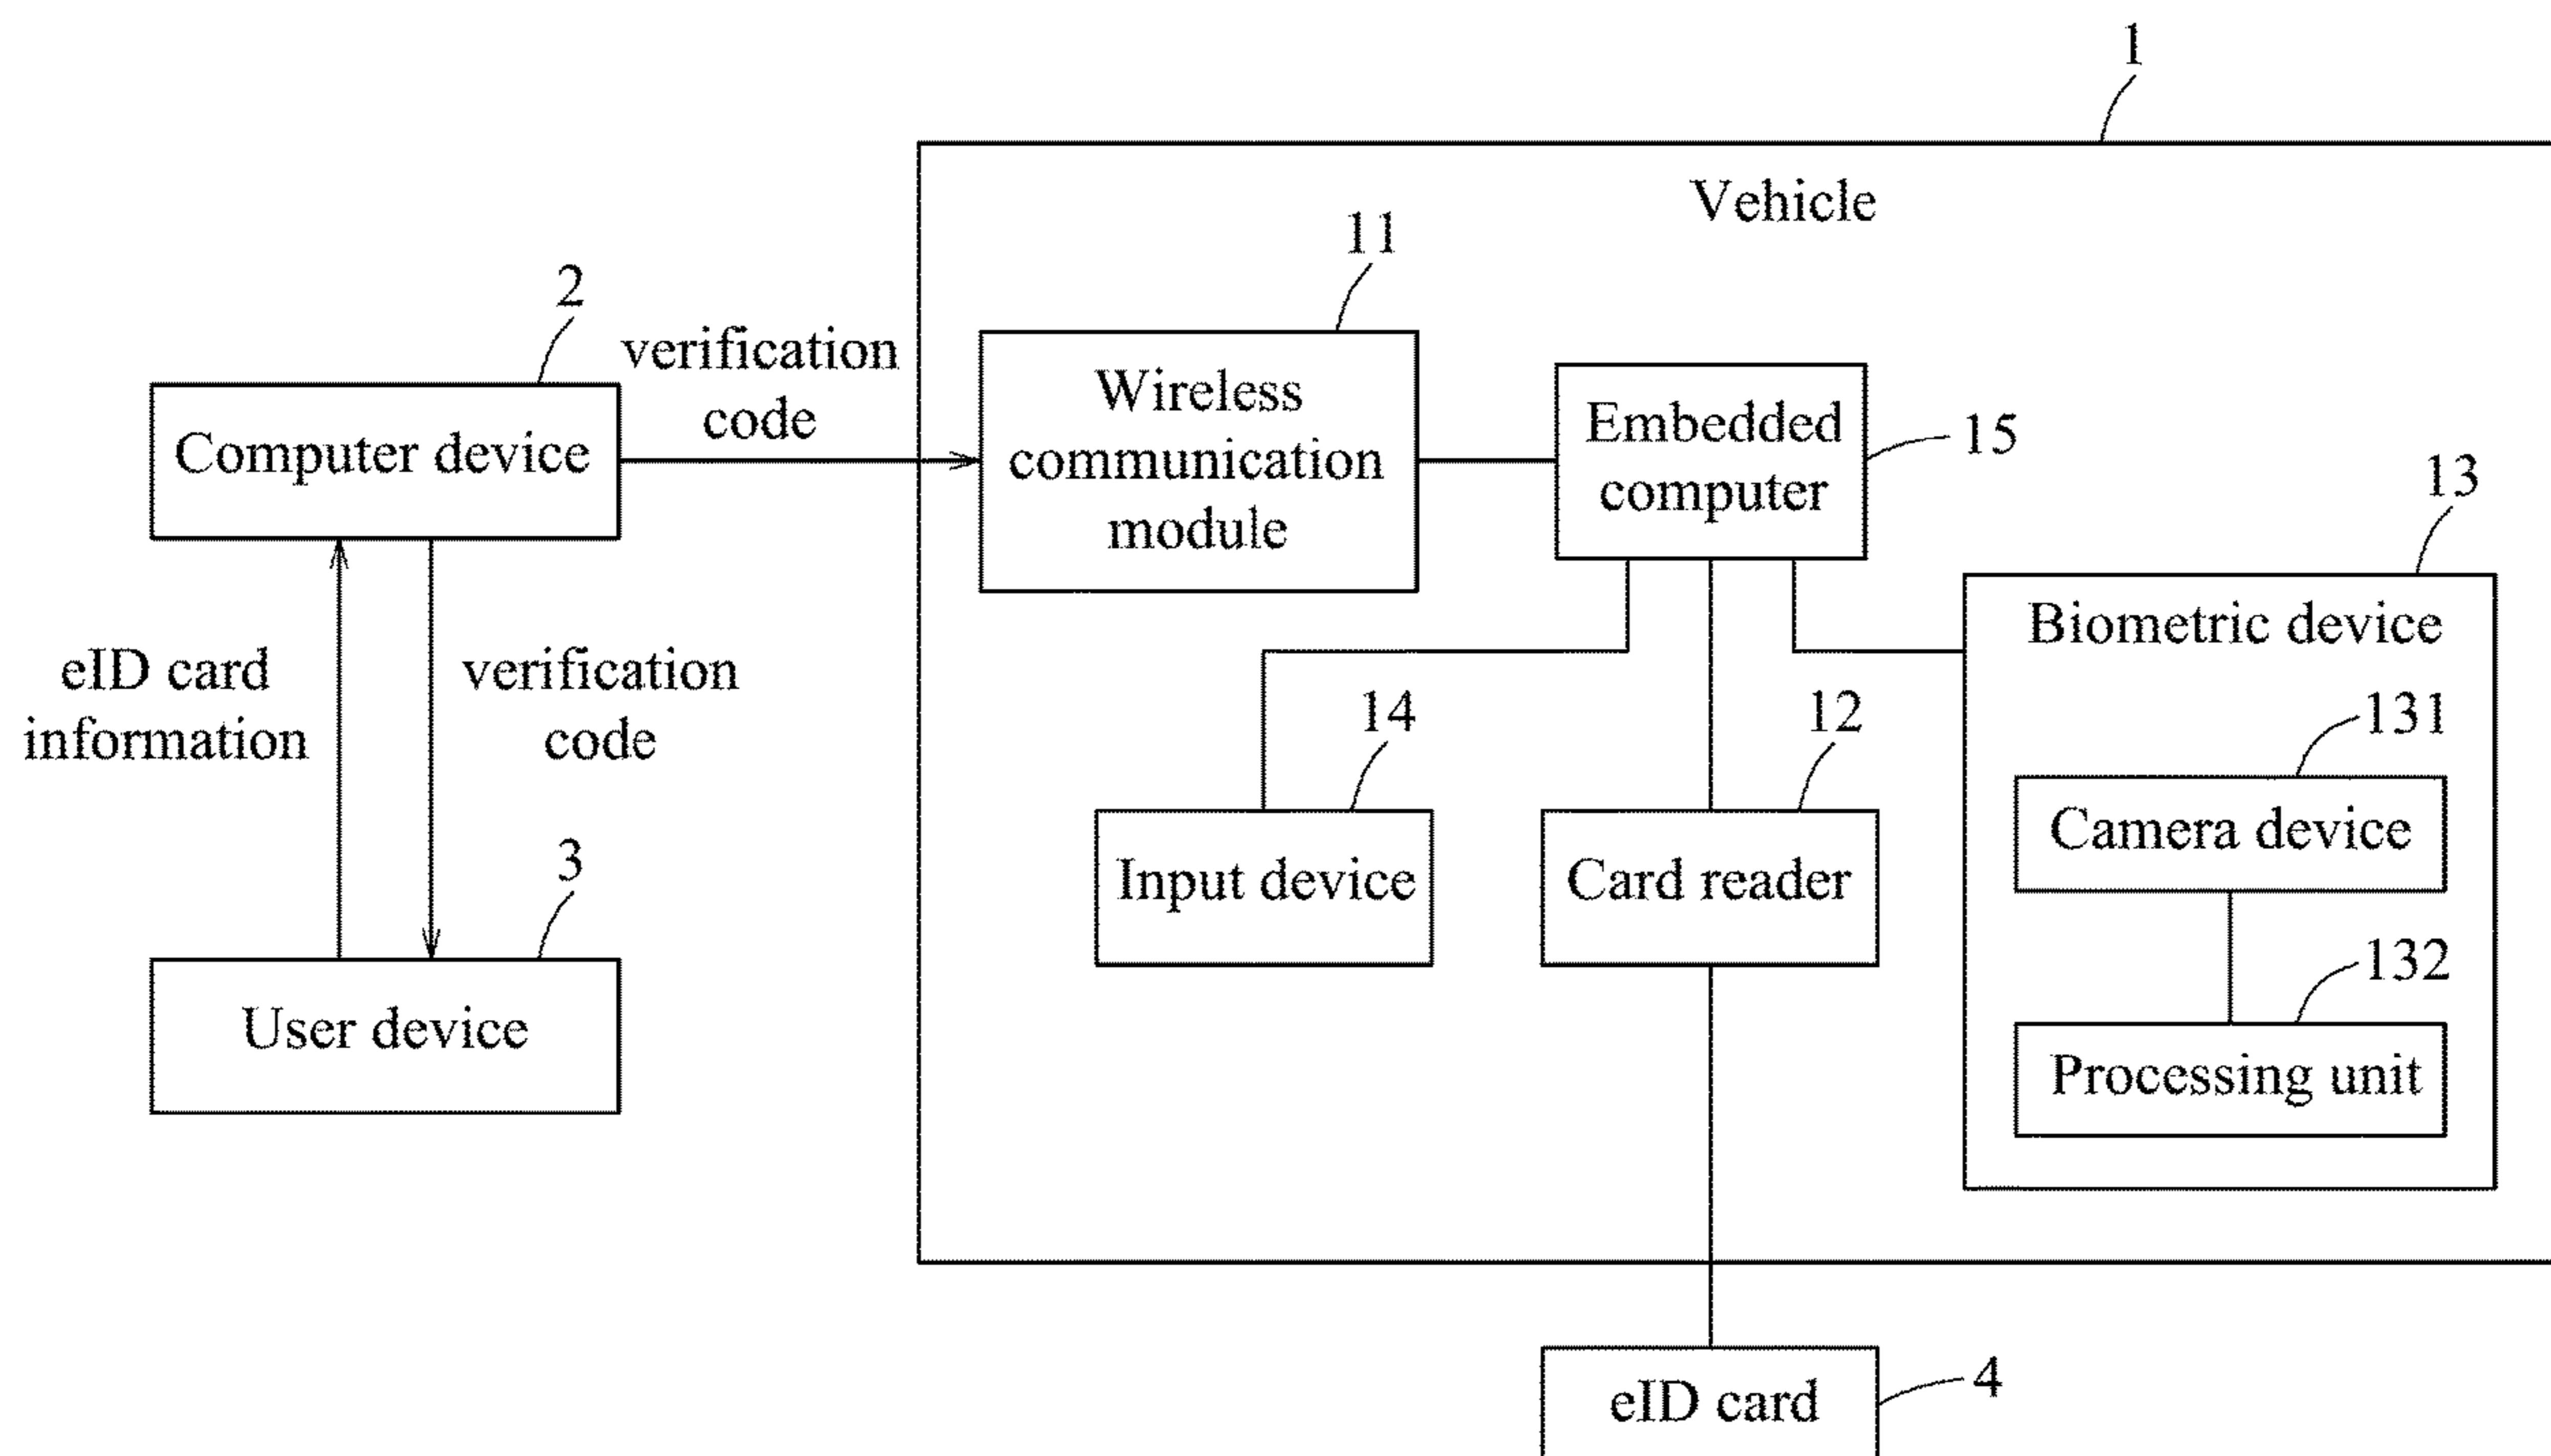 1
Vehicle
11
2
verification
code
Wireless
communication
module
Computer device
Embedded
computer
15
13
Biometric device
eID card
information
verification
code
14
12
131
Camera device
3
Input device
Card reader
132
User device
Processing unit
eID card
4